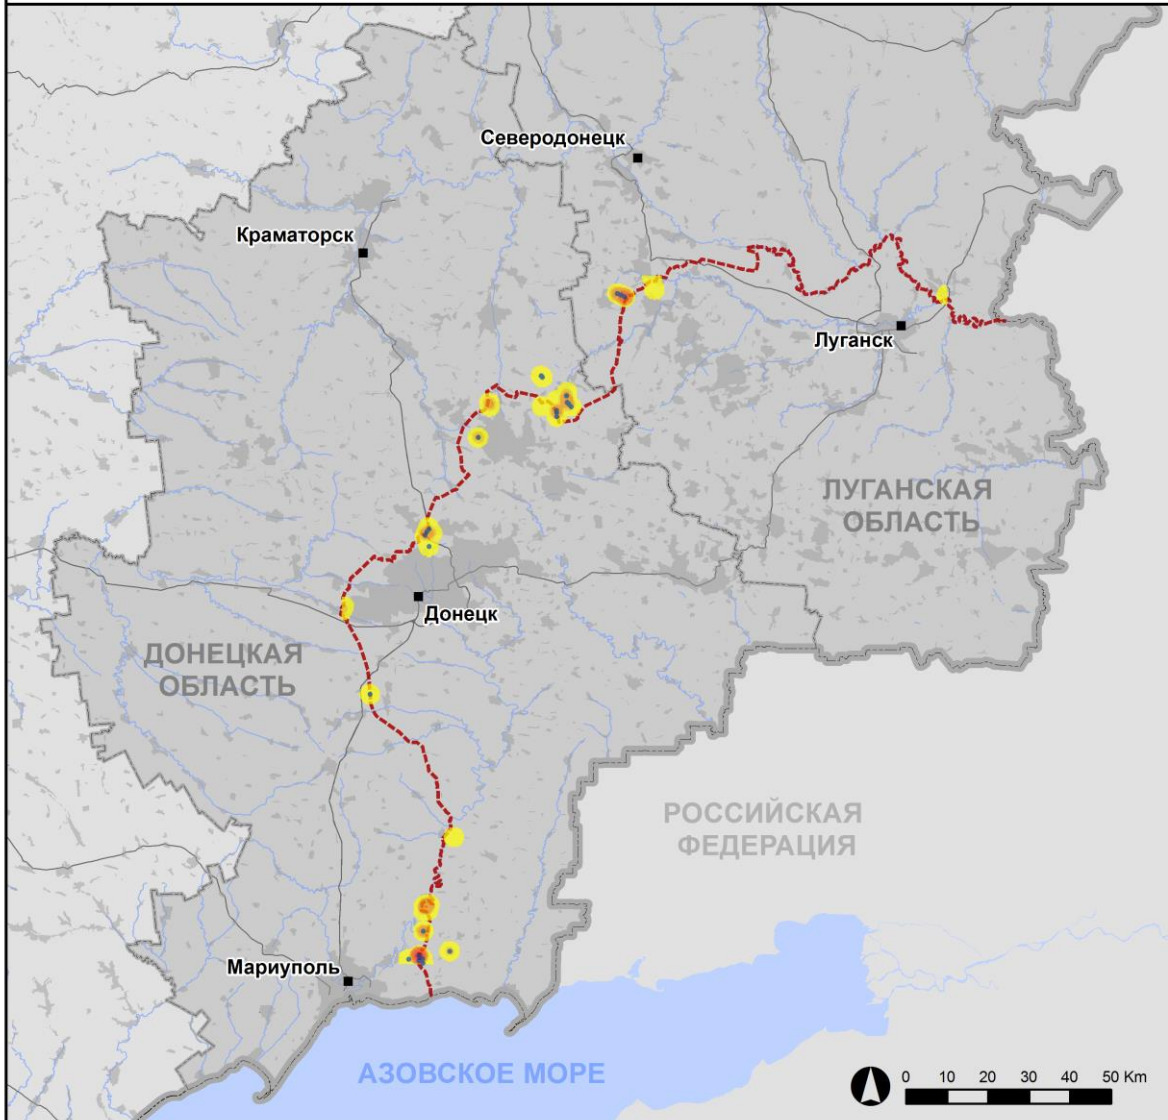 Северодонецк
Краматорск
Луганск
ЛУГАНСКАЯ
ОБЛАСТЬ
Донецк
ДОНЕЦКАЯ
ОБЛАСТЬ
РОССИЙСКАЯ
ФЕДЕРАЦИЯ
Мариуполь
АЗОВСКОЕ МОРЕ
0 10 20 30 40 50 Км